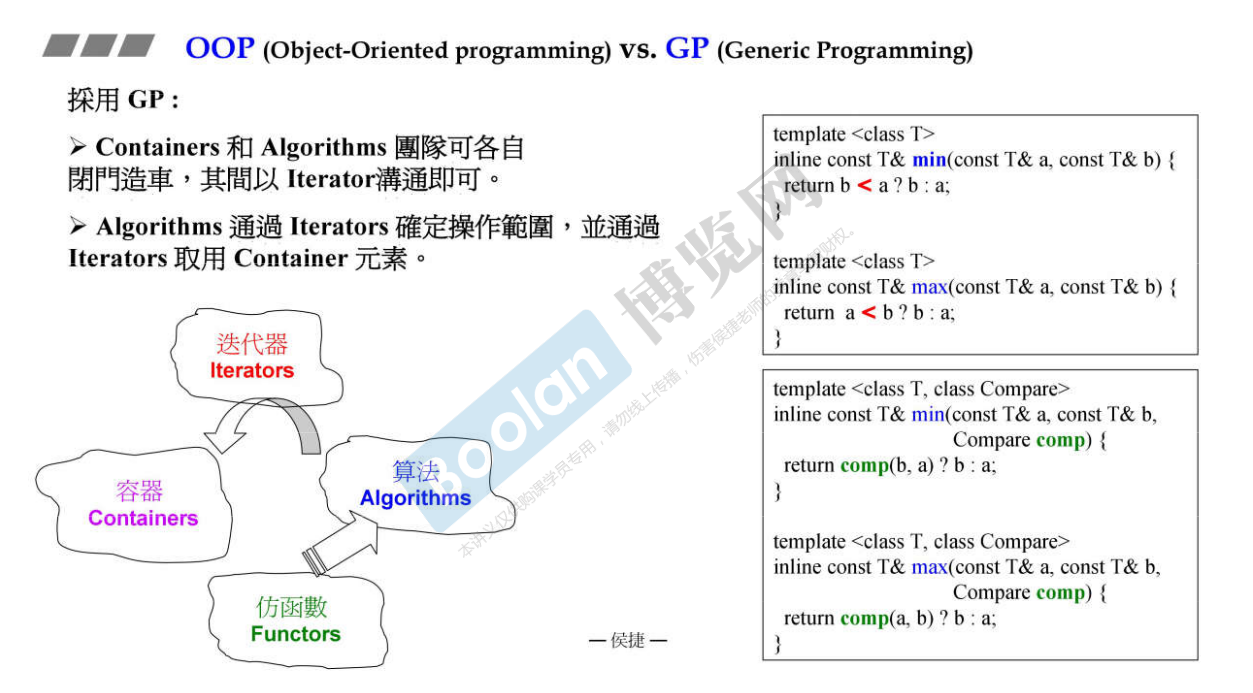 OOP (Object-Oriented programming) vs. GP (Generic Programming)
採用 GP :
➢ Containers 和 Algorithms 團隊可各自
閉門造車，其間以 Iterator溝通即可。
➢ Algorithms 通過 Iterators 確定操作範圍，並通過
Iterators 取用 Container 元素。
迭代器
Iterators
容器
Containers
算法
Algorithms
仿函數
Functors
template <class T>
inline const T& min(const T& a, const T& b) {
return b < a ? b : a;
}
template <class T>
inline const T& max(const T& a, const T& b) {
return a < b ? b : a;
}
template <class T, class Compare>
inline const T& min(const T& a, const T& b,
Compare comp) {
return comp(b, a) ? b : a;
}
template <class T, class Compare>
inline const T& max(const T& a, const T& b,
Compare comp) {
return comp(a, b) ? b : a;
}
— 侯捷 —
Boolan 博览网
本讲义仅供购课学员专用，请勿线上传播，伤害侯捷老师的
财权。